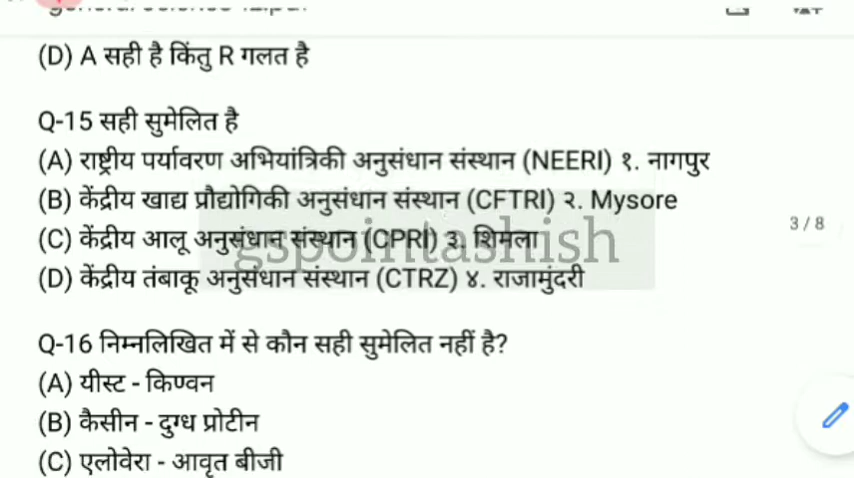 (D) A सही है किंतु R गलत है
Q-15 सही सुमेलित है
(A) राष्ट्रीय पर्यावरण अभियांत्रिकी अनुसंधान संस्थान (NEERI) १. नागपुर
(B) केंद्रीय खाद्य प्रौद्योगिकी अनुसंधान संस्थान (CFTRI) २. Mysore
(C) केंद्रीय आलू अनुसंधान संस्थान (CPRI) ३. शिमला
3 / 8
gspointashish
(D) केंद्रीय तंबाकू अनुसंधान संस्थान (CTRZ) ४. राजामुंदरी
Q-16 निम्नलिखित में से कौन सही सुमेलित नहीं है?
(A) यीस्ट - किण्वन
(B) कैसीन - दुग्ध प्रोटीन
(C) एलोवेरा - आवृत बीजी